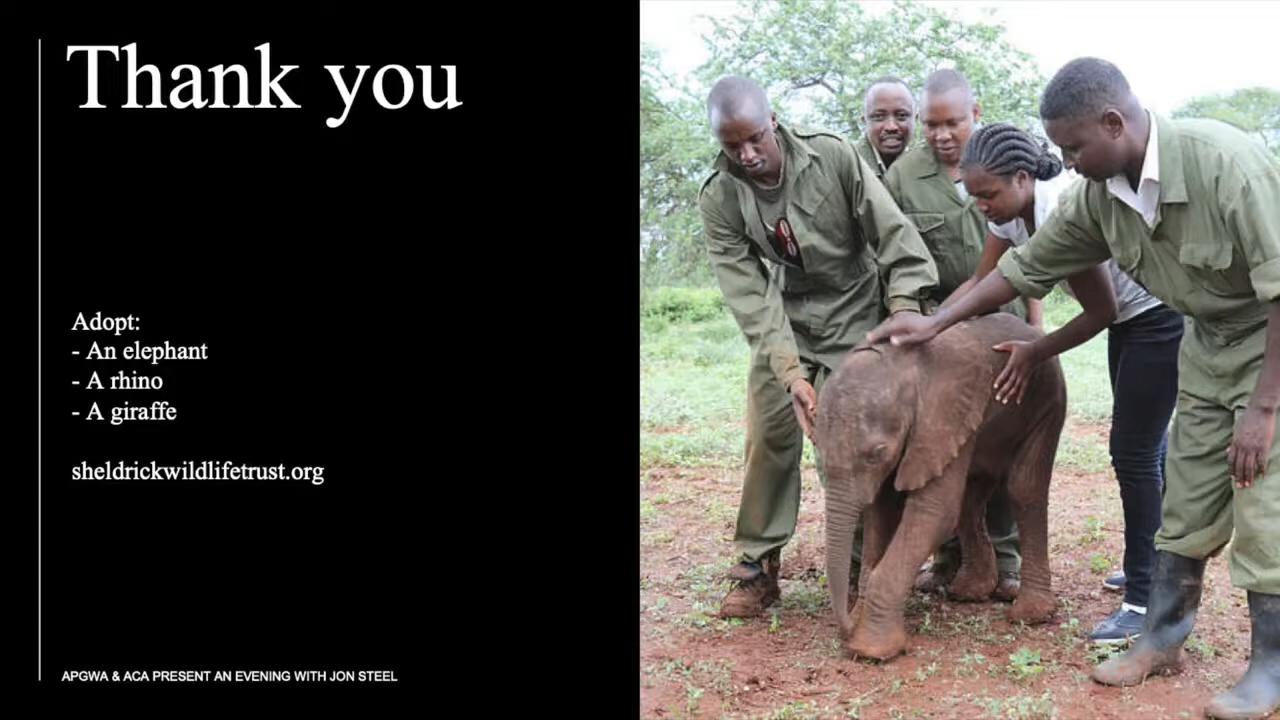 Thank you
Adopt:
- An elephant
- A rhino
- A giraffe
sheldrickwildlifetrust.org
APGWA & ACA PRESENT AN EVENING WITH JON STEEL